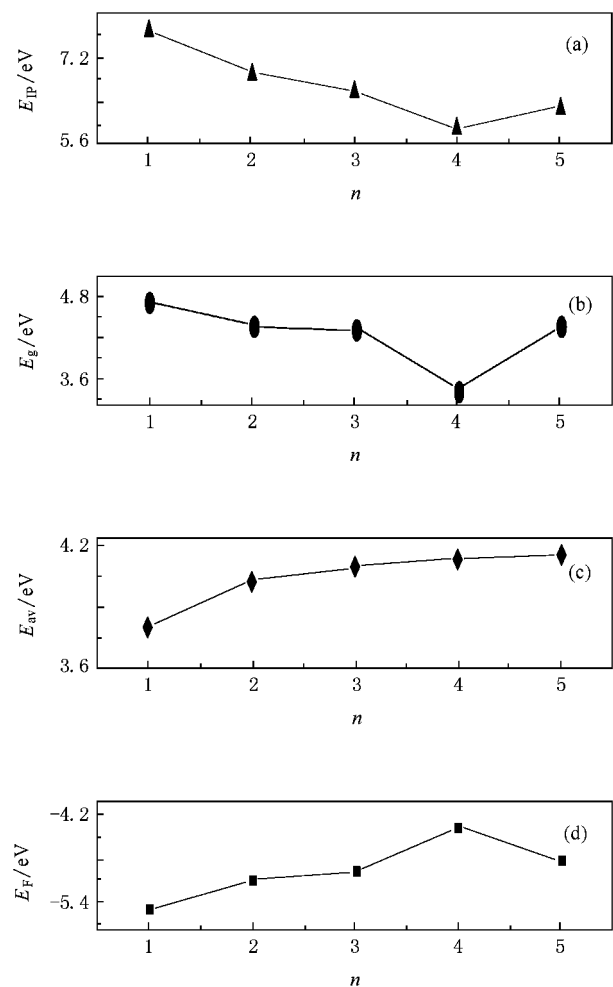 (a)
7.2
5.6
E_IP/eV
1 2 3 4 5
n
(b)
4.8
3.6
E_g/eV
1 2 3 4 5
n
(c)
4.2
3.6
E_av/eV
1 2 3 4 5
n
(d)
-4.2
-5.4
E_F/eV
1 2 3 4 5
n